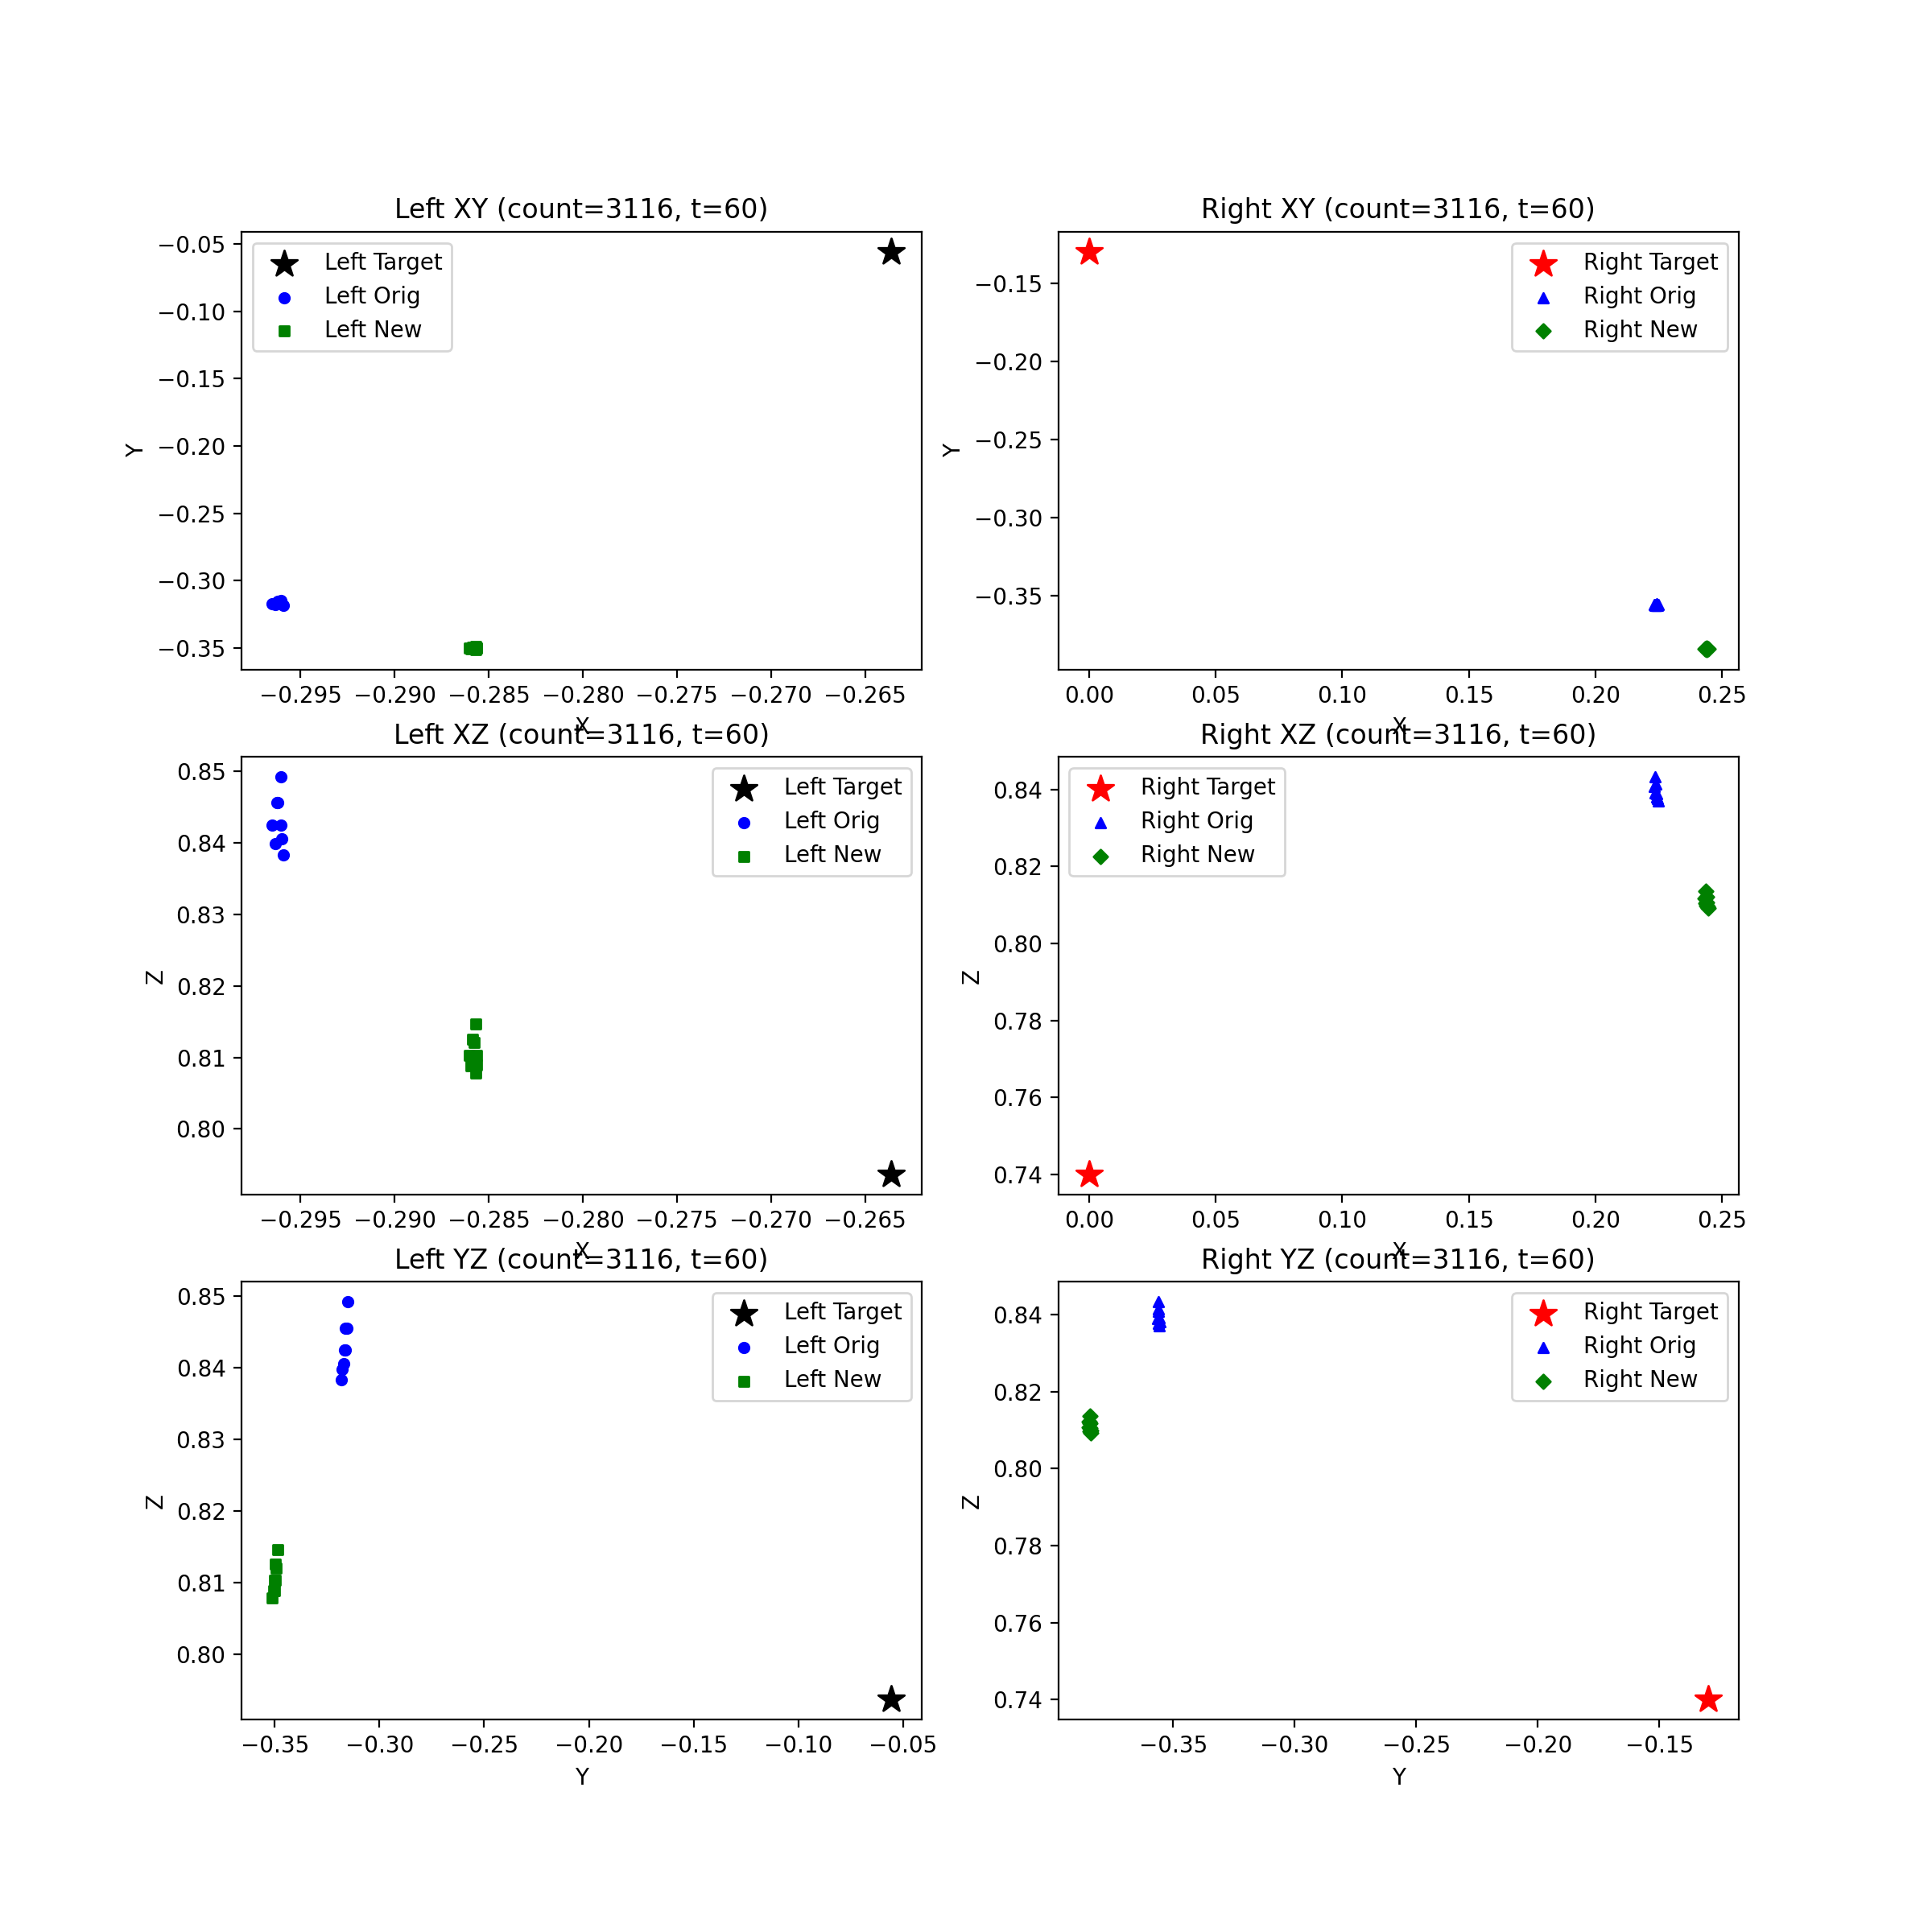 Left XY (count=3116, t=60)
−0.05
−0.10
−0.15
−0.20
−0.25
−0.30
−0.35
Y
Left Target
Left Orig
Left New
−0.295 −0.290 −0.285 −0.280 −0.275 −0.270 −0.265
X
Right XY (count=3116, t=60)
−0.15
−0.20
−0.25
−0.30
−0.35
Y
Right Target
Right Orig
Right New
0.00 0.05 0.10 0.15 0.20 0.25
X
Left XZ (count=3116, t=60)
0.85
0.84
0.83
0.82
0.81
0.80
Z
Left Target
Left Orig
Left New
−0.295 −0.290 −0.285 −0.280 −0.275 −0.270 −0.265
X
Right XZ (count=3116, t=60)
0.84
0.82
0.80
0.78
0.76
0.74
Z
Right Target
Right Orig
Right New
0.00 0.05 0.10 0.15 0.20 0.25
X
Left YZ (count=3116, t=60)
0.85
0.84
0.83
0.82
0.81
0.80
Z
Left Target
Left Orig
Left New
−0.35 −0.30 −0.25 −0.20 −0.15 −0.10 −0.05
Y
Right YZ (count=3116, t=60)
0.84
0.82
0.80
0.78
0.76
0.74
Z
Right Target
Right Orig
Right New
−0.35 −0.30 −0.25 −0.20 −0.15
Y